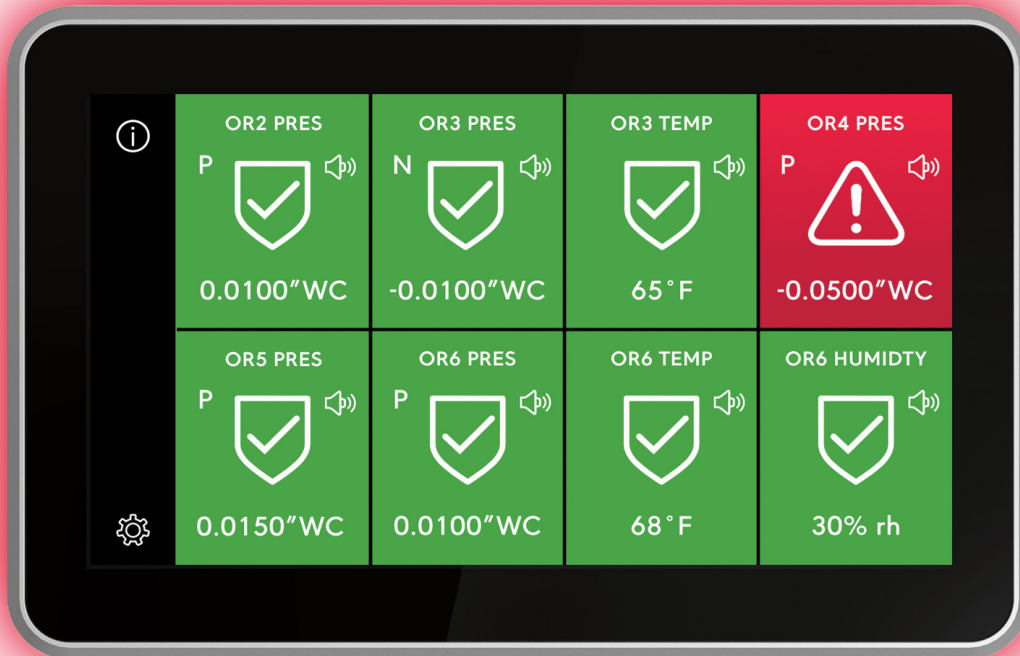 OR2 PRES
P
0.0100"WC
OR3 PRES
N
-0.0100"WC
OR3 TEMP
65°F
OR4 PRES
P
-0.0500"WC
OR5 PRES
P
0.0150"WC
OR6 PRES
P
0.0100"WC
OR6 TEMP
68°F
OR6 HUMIDTY
30% rh